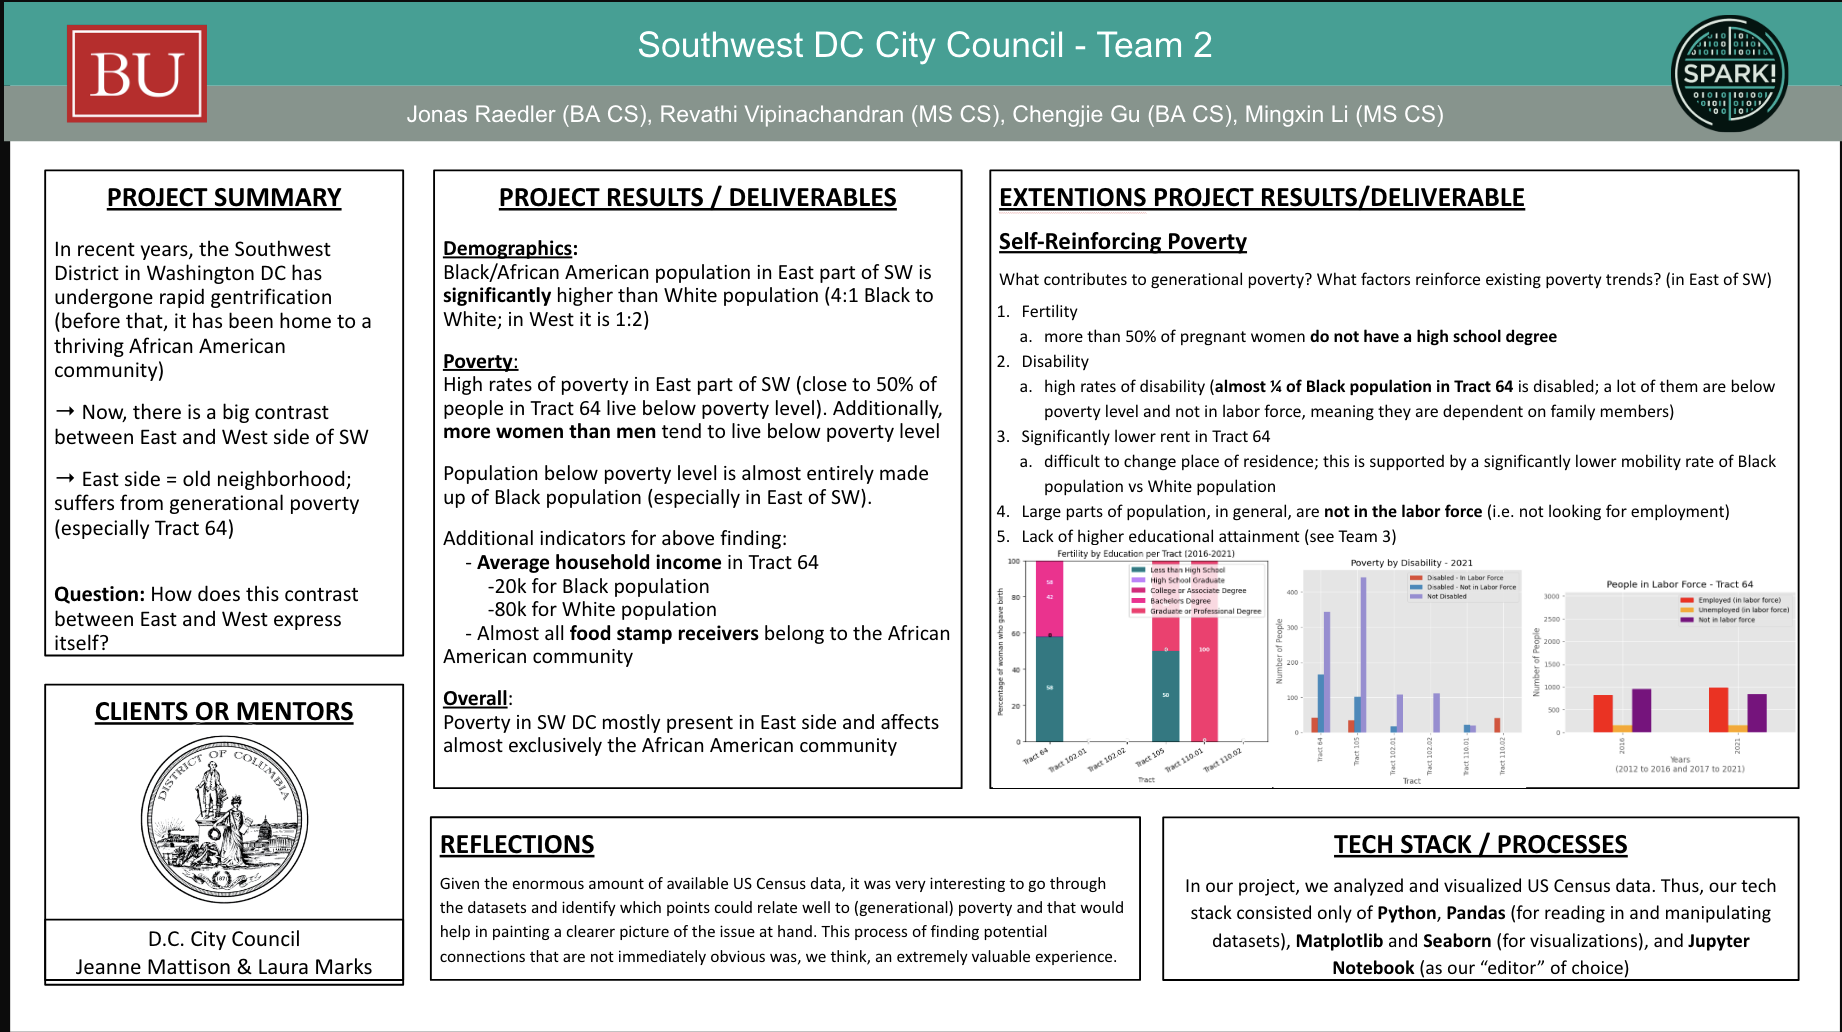 Southwest DC City Council - Team 2
BU
SPARK!
Jonas Raedler (BA CS), Revathi Vipinachandran (MS CS), Chengjie Gu (BA CS), Mingxin Li (MS CS)
PROJECT SUMMARY
In recent years, the Southwest
District in Washington DC has
undergone rapid gentrification
(before that, it has been home to a
thriving African American
community)
→ Now, there is a big contrast
between East and West side of SW
→ East side = old neighborhood;
suffers from generational poverty
(especially Tract 64)
Question: How does this contrast
between East and West express
itself?
CLIENTS OR MENTORS
DISTRICT OF COLUMBIA
1871
D.C. City Council
Jeanne Mattison & Laura Marks
PROJECT RESULTS / DELIVERABLES
Demographics:
Black/African American population in East part of SW is
significantly higher than White population (4:1 Black to
White; in West it is 1:2)
Poverty:
High rates of poverty in East part of SW (close to 50% of
people in Tract 64 live below poverty level). Additionally,
more women than men tend to live below poverty level
Population below poverty level is almost entirely made
up of Black population (especially in East of SW).
Additional indicators for above finding:
- Average household income in Tract 64
-20k for Black population
-80k for White population
- Almost all food stamp receivers belong to the African
American community
Overall:
Poverty in SW DC mostly present in East side and affects
almost exclusively the African American community
EXTENTIONS PROJECT RESULTS/DELIVERABLE
Self-Reinforcing Poverty
What contributes to generational poverty? What factors reinforce existing poverty trends? (in East of SW)
1. Fertility
a. more than 50% of pregnant women do not have a high school degree
2. Disability
a. high rates of disability (almost ¼ of Black population in Tract 64 is disabled; a lot of them are below
poverty level and not in labor force, meaning they are dependent on family members)
3. Significantly lower rent in Tract 64
a. difficult to change place of residence; this is supported by a significantly lower mobility rate of Black
population vs White population
4. Large parts of population, in general, are not in the labor force (i.e. not looking for employment)
5. Lack of higher educational attainment (see Team 3)
Fertility by Education per Tract (2016-2021)
Percentage of woman who gave birth
100
80
60
40
20
0
58
42
0
58
0
50
100
0
Less than High School
High School Graduate
College or Associate Degree
Bachelors Degree
Graduate or Professional Degree
Tract 64
Tract 102.01
Tract 102.02
Tract 105
Tract 110.01
Tract 110.02
Tract
Poverty by Disability - 2021
Number of People
400
300
200
100
0
Disabled - In Labor Force
Disabled - Not in Labor Force
Not Disabled
Tract 64
Tract 105
Tract 102.01
Tract 102.02
Tract 110.01
Tract 110.02
Tract
People in Labor Force - Tract 64
Number of People
3000
2500
2000
1500
1000
500
0
Employed (in labor force)
Unemployed (in labor force)
Not in labor force
2016
2021
Years
(2012 to 2016 and 2017 to 2021)
REFLECTIONS
Given the enormous amount of available US Census data, it was very interesting to go through
the datasets and identify which points could relate well to (generational) poverty and that would
help in painting a clearer picture of the issue at hand. This process of finding potential
connections that are not immediately obvious was, we think, an extremely valuable experience.
TECH STACK / PROCESSES
In our project, we analyzed and visualized US Census data. Thus, our tech
stack consisted only of Python, Pandas (for reading in and manipulating
datasets), Matplotlib and Seaborn (for visualizations), and Jupyter
Notebook (as our “editor” of choice)